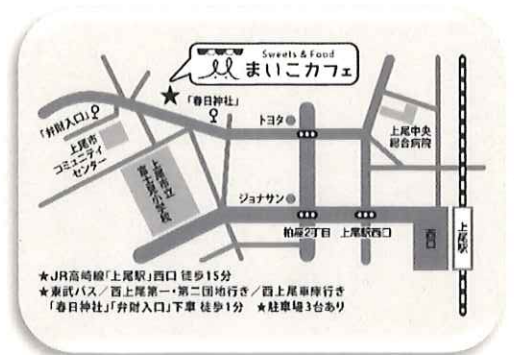 Sweets & Food
まいこカフェ
★
「春日神社」
「弁財入口」
トヨタ
上尾市
コミュニティ
センター
上尾中央
総合病院
上尾市立
富士見小学校
ジョナサン
柏座2丁目
上尾駅西口
西口
上尾駅
★JR高崎線「上尾駅」西口 徒歩15分
★東武バス/西上尾第一・第二団地行き/西上尾車庫行き
「春日神社」「弁財入口」下車 徒歩1分 ★駐車場3台あり